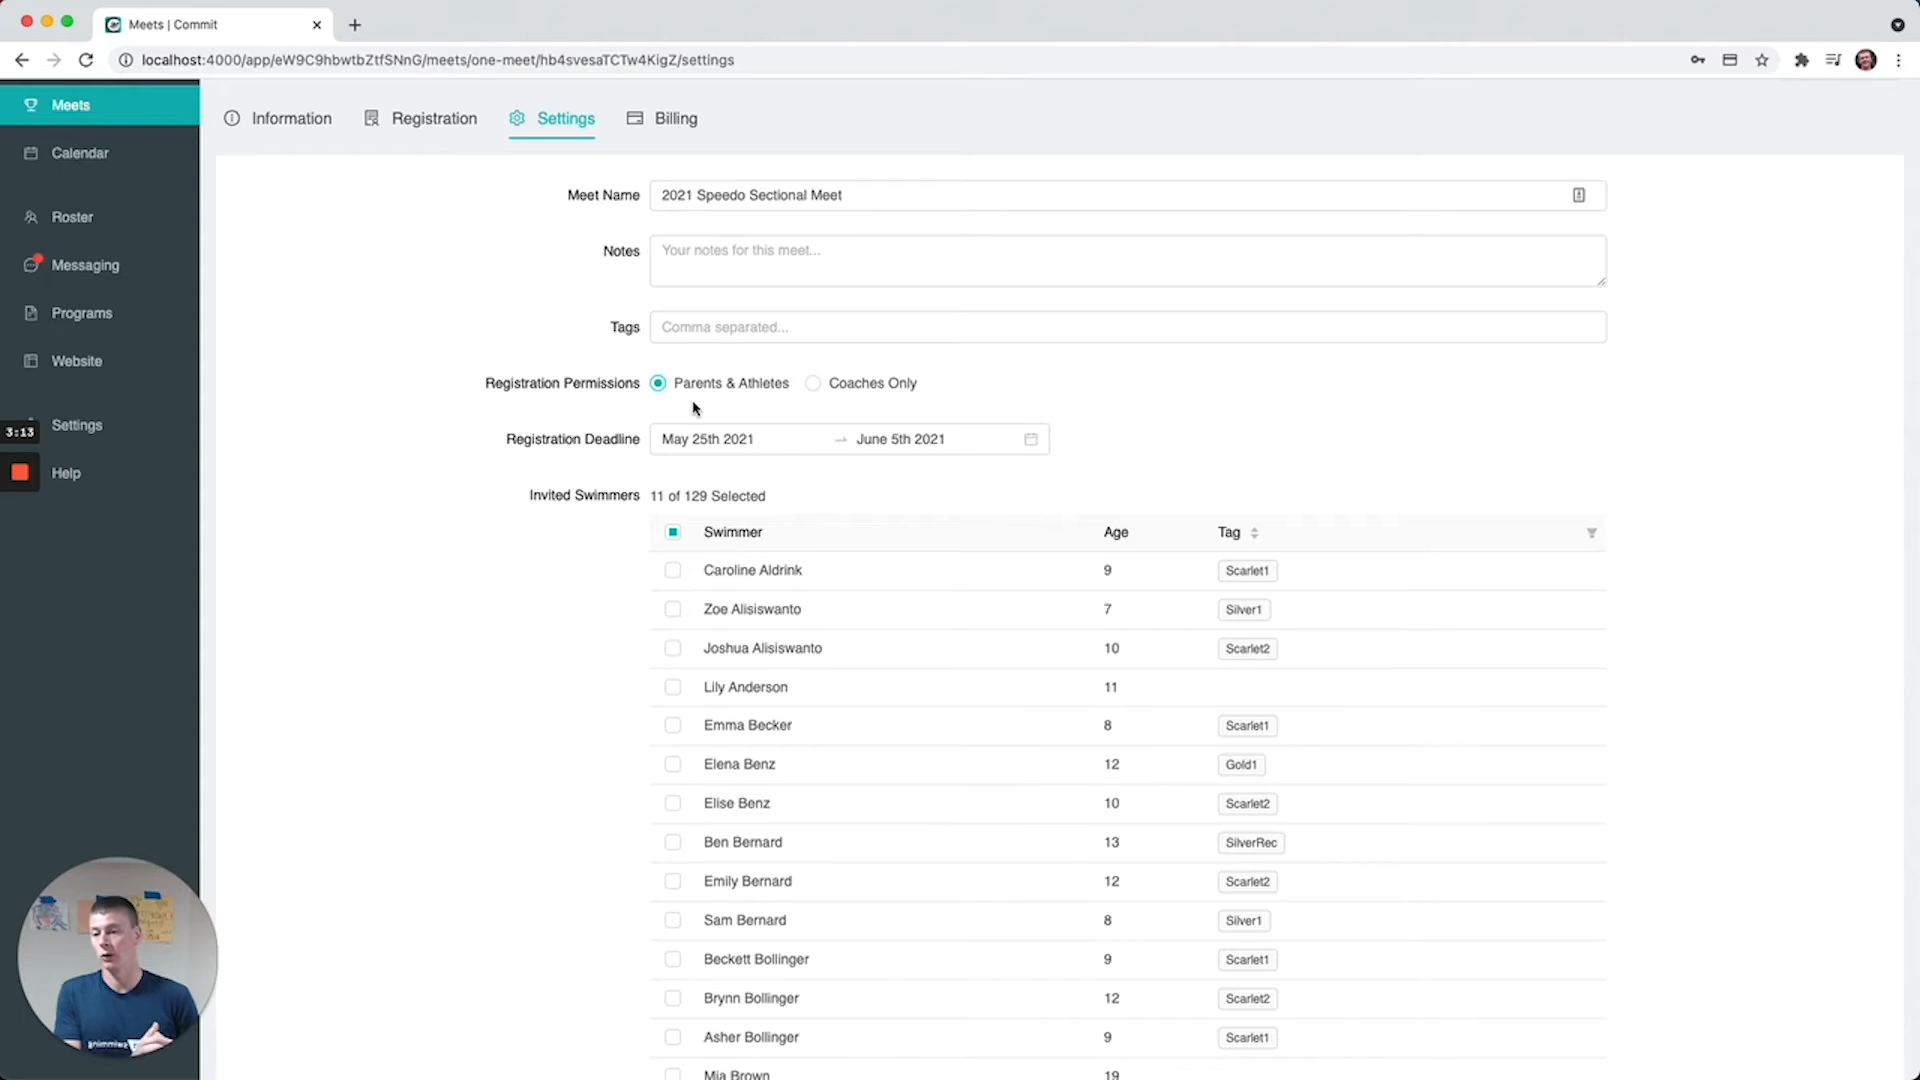 Meets | Commit
localhost:4000/app/eW9C9hbwtbZtfSNnG/meets/one-meet/hb4svesaTCTw4KigZ/settings
Meets
Calendar
Roster
Messaging
Programs
Website
Settings
Help
3:13
Information Registration Settings Billing
Meet Name 2021 Speedo Sectional Meet
Notes Your notes for this meet...
Tags Comma separated...
Registration Permissions Parents & Athletes Coaches Only
Registration Deadline May 25th 2021 → June 5th 2021
Invited Swimmers 11 of 129 Selected
Swimmer Age Tag
Caroline Aldrink 9 Scarlet1
Zoe Alisiswanto 7 Silver1
Joshua Alisiswanto 10 Scarlet2
Lily Anderson 11
Emma Becker 8 Scarlet1
Elena Benz 12 Gold1
Elise Benz 10 Scarlet2
Ben Bernard 13 SilverRec
Emily Bernard 12 Scarlet2
Sam Bernard 8 Silver1
Beckett Bollinger 9 Scarlet1
Brynn Bollinger 12 Scarlet2
Asher Bollinger 9 Scarlet1
Mia Brown 19